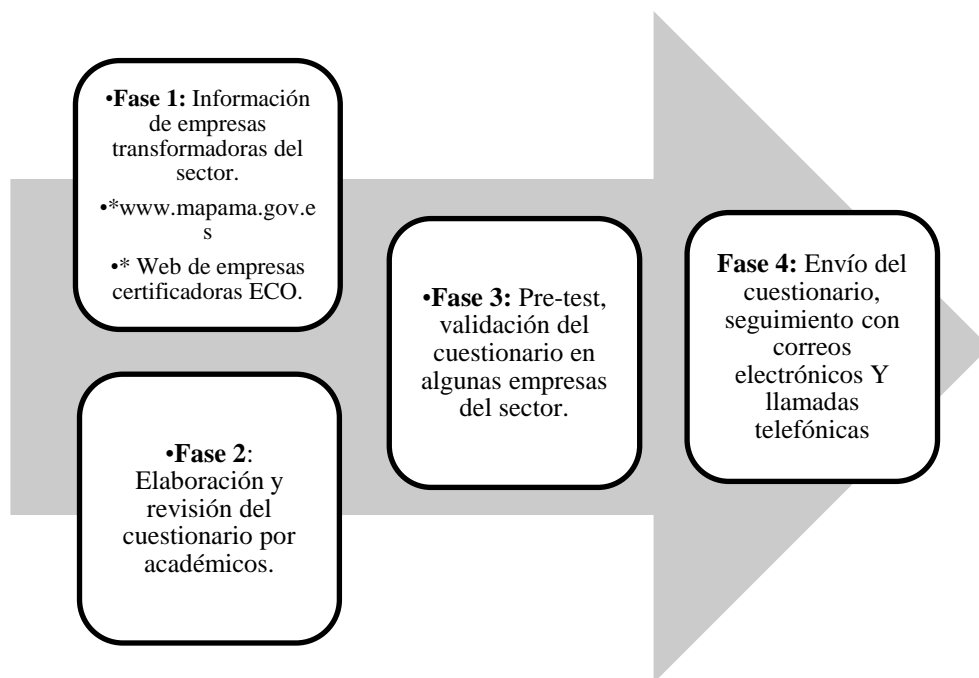 •Fase 1: Información
de empresas
transformadoras del
sector.
•*www.mapama.gov.e
s
•* Web de empresas
certificadoras ECO.
•Fase 2:
Elaboración y
revisión del
cuestionario por
académicos.
•Fase 3: Pre-test,
validación del
cuestionario en
algunas empresas
del sector.
Fase 4: Envío del
cuestionario,
seguimiento con
correos
electrónicos Y
llamadas
telefónicas